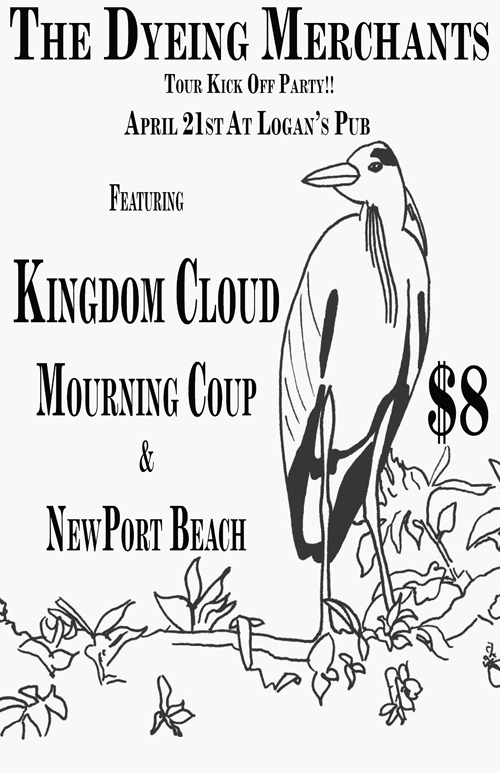 The Dyeing Merchants
Tour Kick Off Party!!
April 21st At Logan's Pub
Featuring
Kingdom Cloud
Mourning Coup
$8
&
NewPort Beach